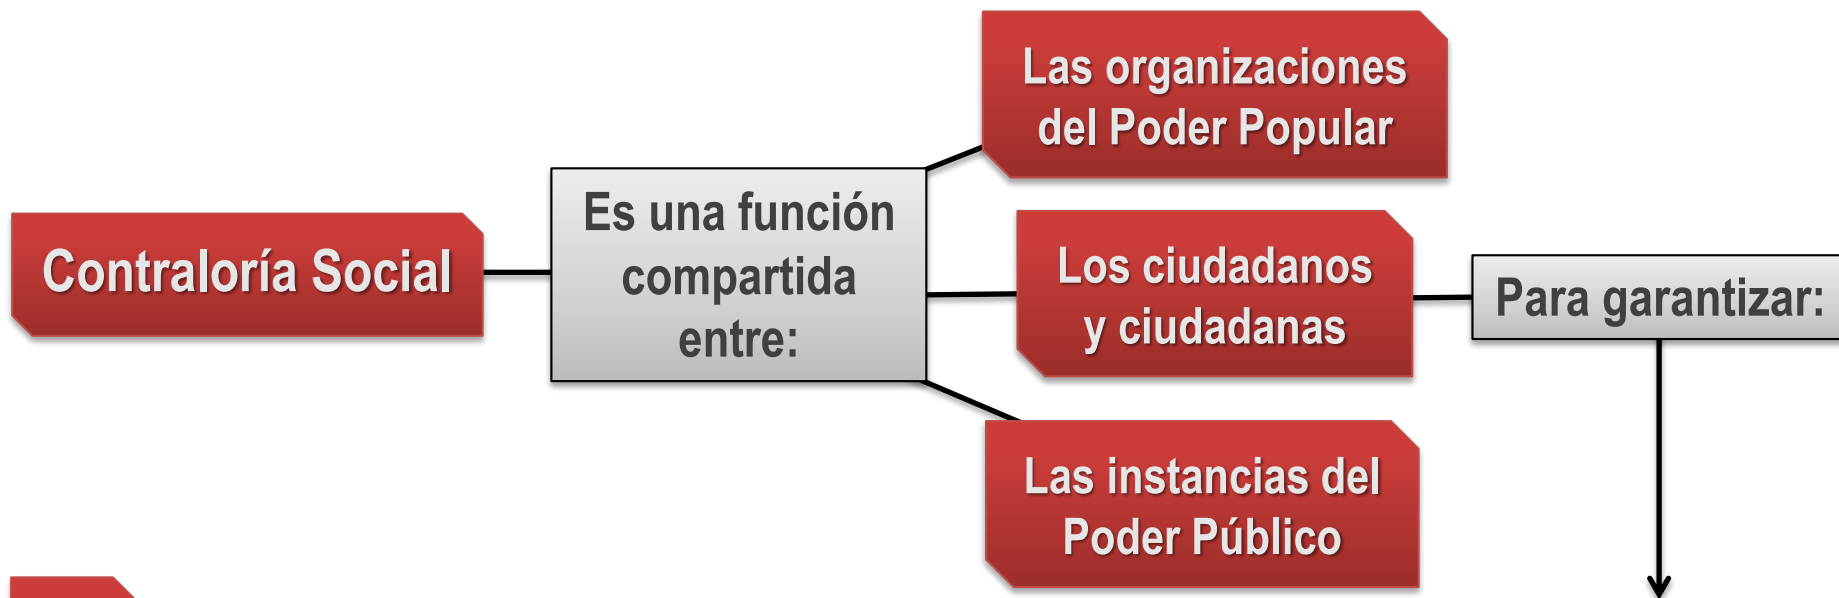 Contraloría Social
Es una función
compartida
entre:
Las organizaciones
del Poder Popular
Los ciudadanos
y ciudadanas
Las instancias del
Poder Público
Para garantizar: